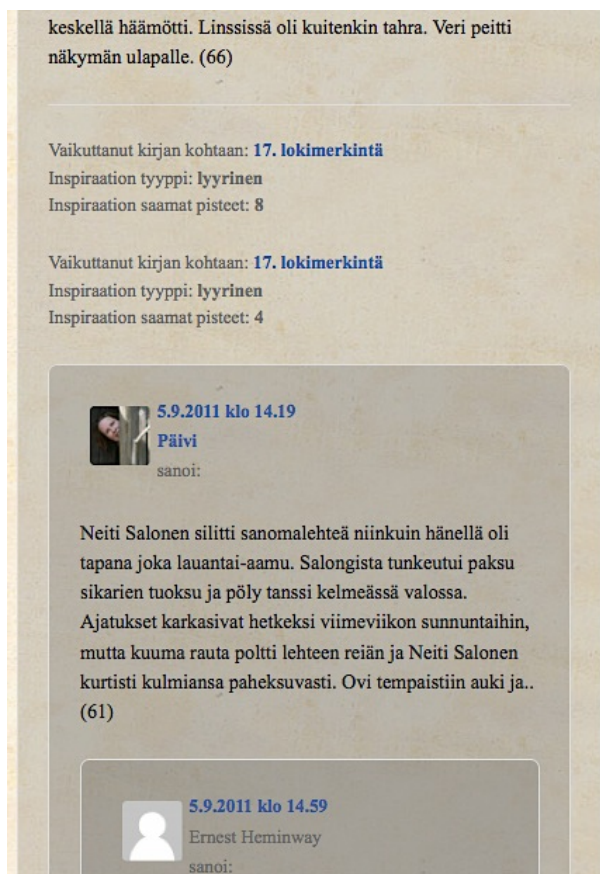 keskellä häämötti. Linssissä oli kuitenkin tahra. Veri peitti
näkymän ulapalle. (66)
Vaikuttanut kirjan kohtaan: 17. lokimerkintä
Inspiraation tyyppi: lyyrinen
Inspiraation saamat pisteet: 8
Vaikuttanut kirjan kohtaan: 17. lokimerkintä
Inspiraation tyyppi: lyyrinen
Inspiraation saamat pisteet: 4
5.9.2011 klo 14.19
Päivi
sanoi:
Neiti Salonen silitti sanomalehteä niinkuin hänellä oli
tapana joka lauantai-aamu. Salongista tunkeutui paksu
sikarien tuoksu ja pöly tanssi kelmeässä valossa.
Ajatukset karkasivat hetkeksi viimeviikon sunnuntaihin,
mutta kuuma rauta poltti lehteen reiän ja Neiti Salonen
kurtisti kulmiansa paheksuvasti. Ovi tempaistiin auki ja..
(61)
5.9.2011 klo 14.59
Ernest Heminway
sanoi: